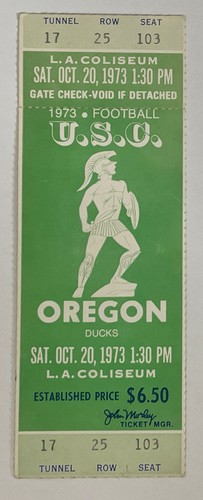 TUNNEL ROW SEAT
17 25 103
L.A. COLISEUM
SAT. OCT. 20, 1973 1:30 PM
GATE CHECK-VOID IF DETACHED
1973 • FOOTBALL
U.S.C.
OREGON
DUCKS
SAT. OCT. 20, 1973 1:30 PM
L.A. COLISEUM
ESTABLISHED PRICE $6.50
John Morley
TICKET MGR.
17 25 103
TUNNEL ROW SEAT